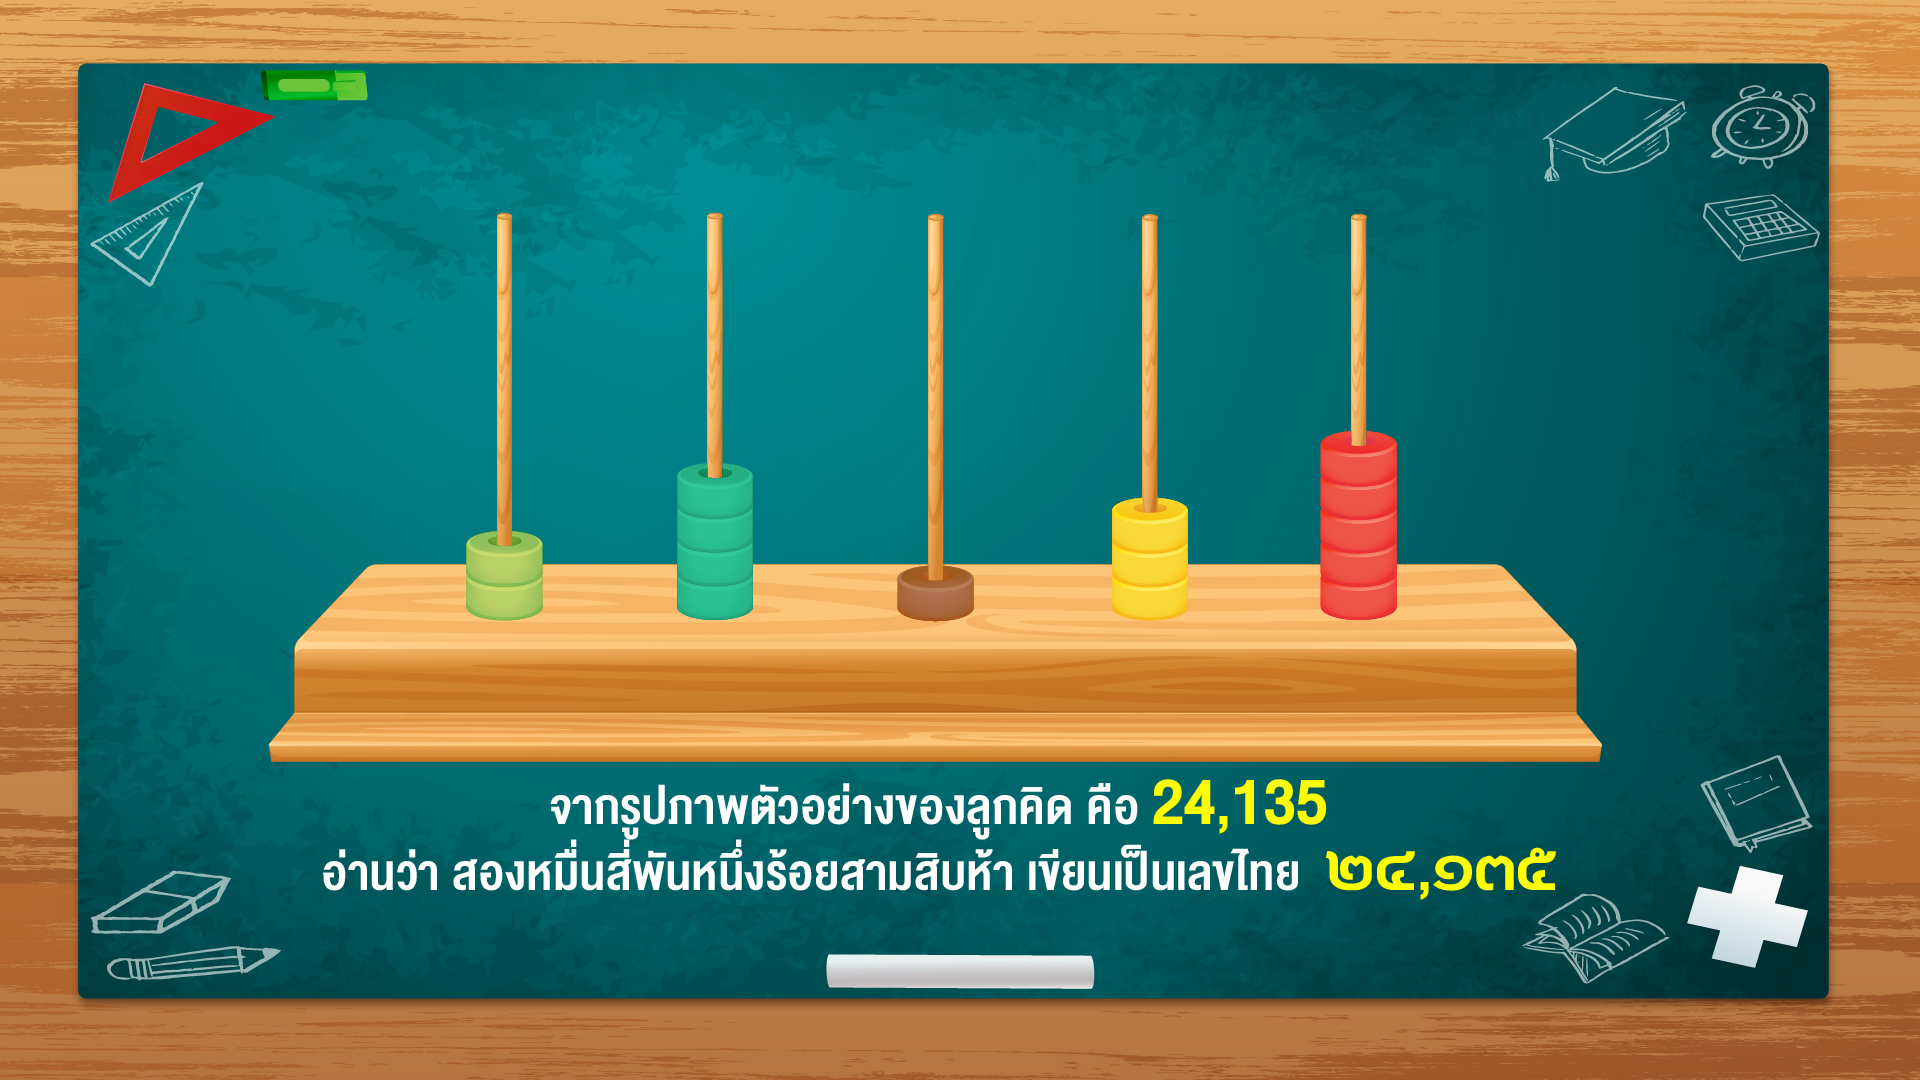 จากรูปภาพตัวอย่างของลูกคิด คือ 24,135
อ่านว่า สองหมื่นสี่พันหนึ่งร้อยสามสิบห้า เขียนเป็นเลขไทย ๒๔,๑๓๕